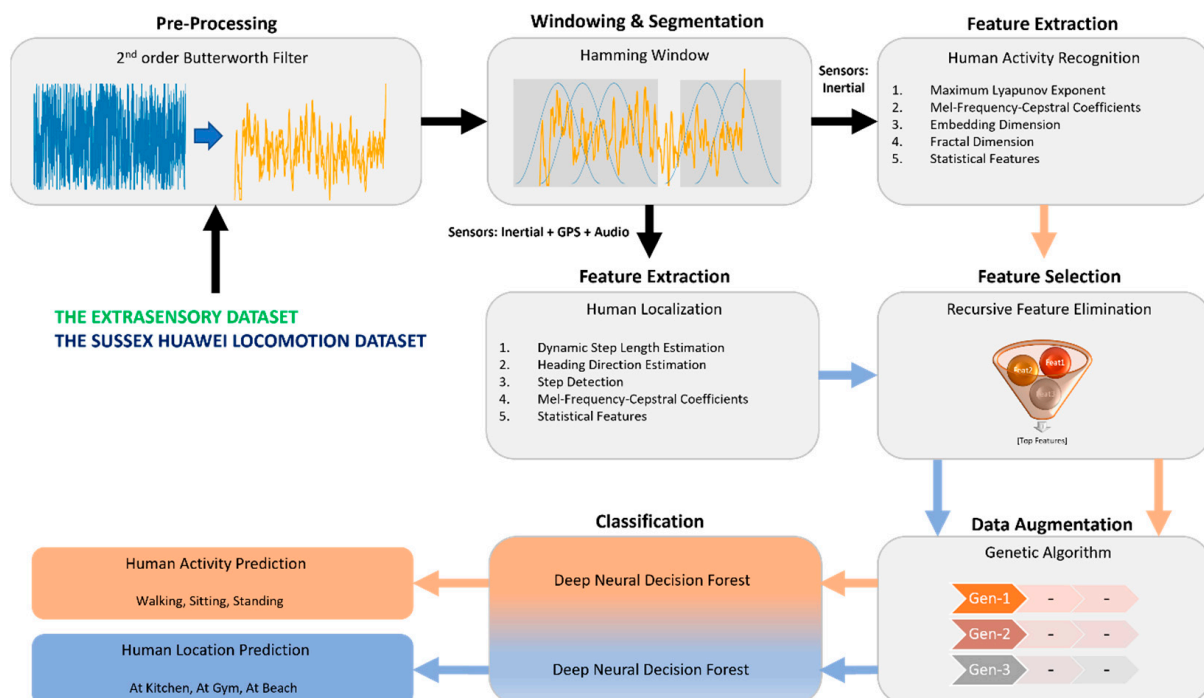 Pre-Processing
2nd order Butterworth Filter
THE EXTRASENSORY DATASET
THE SUSSEX HUAWEI LOCOMOTION DATASET
Windowing & Segmentation
Hamming Window
Sensors:
Inertial
Sensors: Inertial + GPS + Audio
Feature Extraction
Human Activity Recognition
1. Maximum Lyapunov Exponent
2. Mel-Frequency-Cepstral Coefficients
3. Embedding Dimension
4. Fractal Dimension
5. Statistical Features
Feature Extraction
Human Localization
1. Dynamic Step Length Estimation
2. Heading Direction Estimation
3. Step Detection
4. Mel-Frequency-Cepstral Coefficients
5. Statistical Features
Feature Selection
Recursive Feature Elimination
Feat1
Feat2
Feat3
[Top Features]
Data Augmentation
Genetic Algorithm
Gen-1 - -
Gen-2 - -
Gen-3 - -
Classification
Deep Neural Decision Forest
Deep Neural Decision Forest
Human Activity Prediction
Walking, Sitting, Standing
Human Location Prediction
At Kitchen, At Gym, At Beach